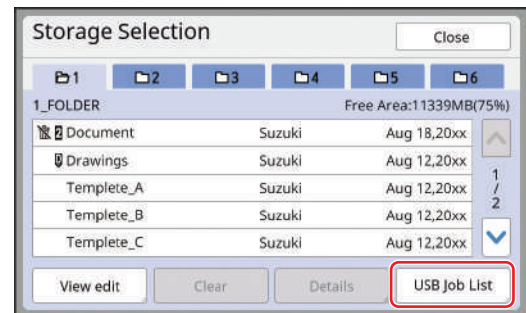 Storage Selection Close
1 2 3 4 5 6
1_FOLDER Free Area:11339MB(75%)
2 Document Suzuki Aug 18,20xx
Drawings Suzuki Aug 12,20xx
Templete_A Suzuki Aug 12,20xx
Templete_B Suzuki Aug 12,20xx
Templete_C Suzuki Aug 12,20xx
1
/
2
View edit Clear Details USB Job List